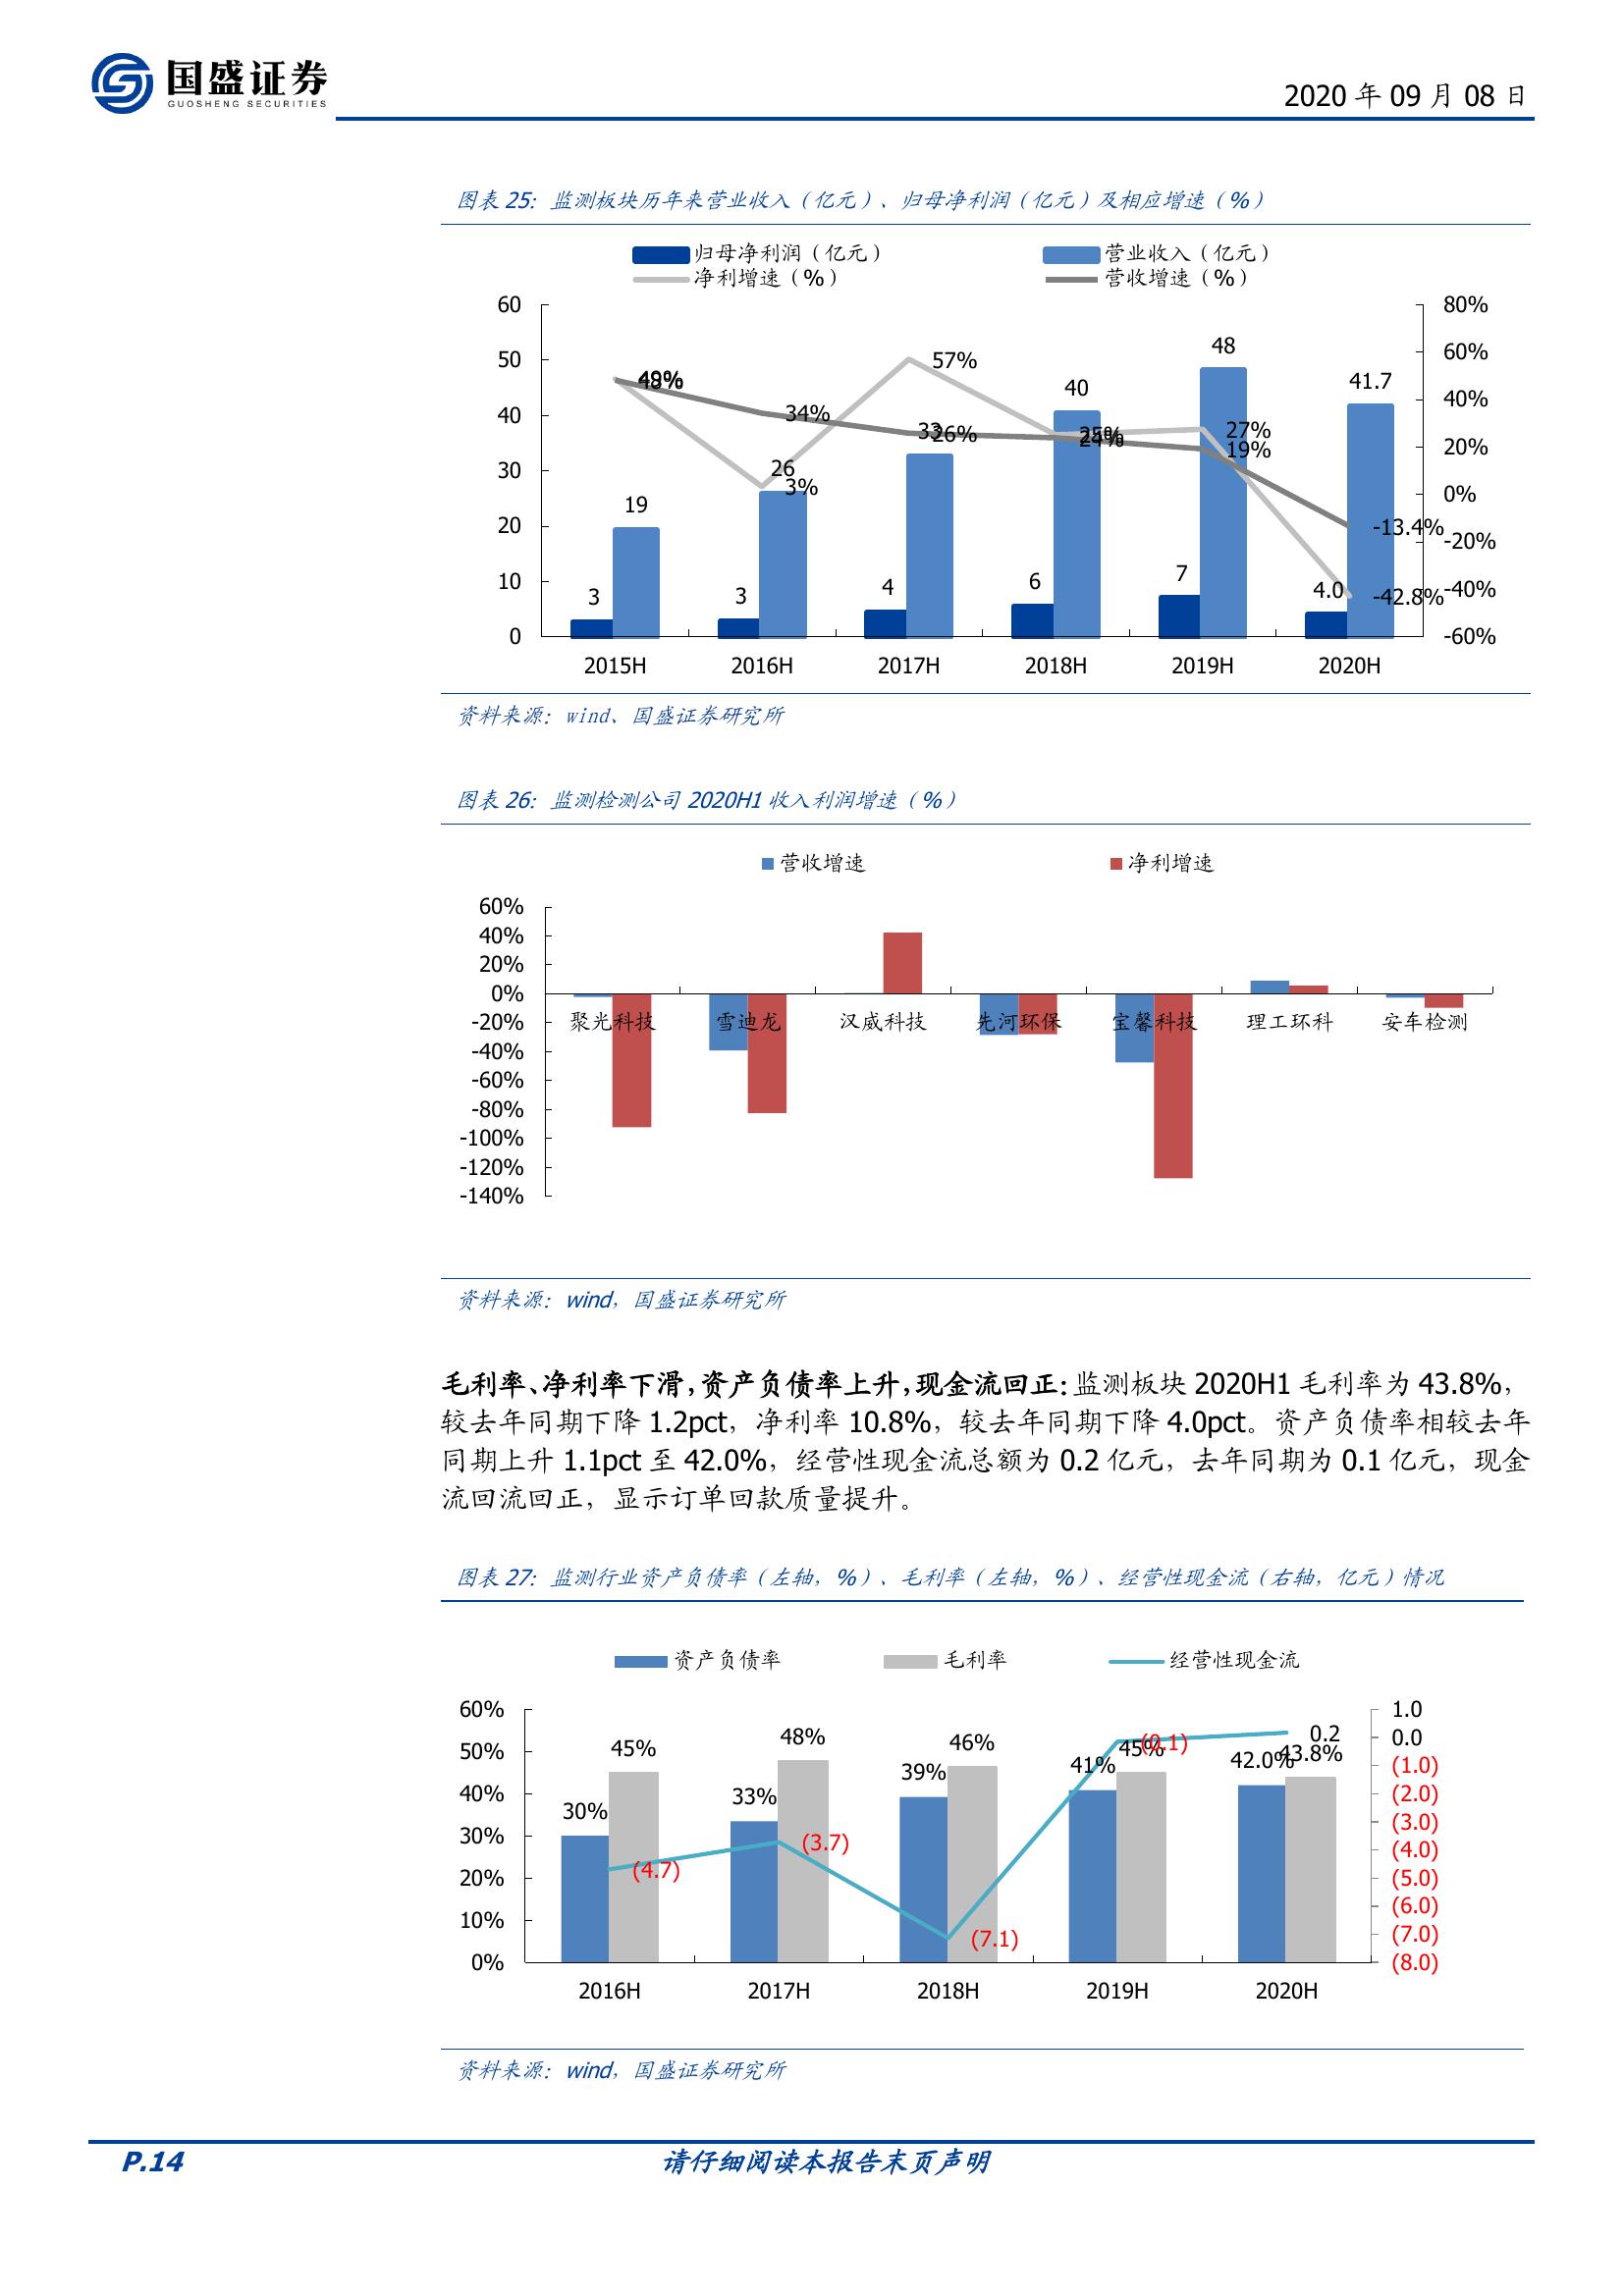 国盛证券
GUOSHENG SECURITIES
2020 年 09 月 08 日
图表 25：监测板块历年来营业收入（亿元）、归母净利润（亿元）及相应增速（%）
归母净利润（亿元） 营业收入（亿元）
净利增速（%） 营收增速（%）
60 80%
50 60%
40 40%
30 20%
20 0%
10 -20%
0 -40%
-60%
19 26 33 40 48 41.7
3 3 4 6 7 4.0
49% 3% 57% 25% 27% -42.8%
48% 34% 26% 24% 19% -13.4%
2015H 2016H 2017H 2018H 2019H 2020H
资料来源：wind、国盛证券研究所
图表 26：监测检测公司 2020H1 收入利润增速（%）
营收增速 净利增速
60%
40%
20%
0%
-20%
-40%
-60%
-80%
-100%
-120%
-140%
聚光科技 雪迪龙 汉威科技 先河环保 宝馨科技 理工环科 安车检测
资料来源：wind，国盛证券研究所
毛利率、净利率下滑，资产负债率上升，现金流回正：监测板块 2020H1 毛利率为 43.8%，
较去年同期下降 1.2pct，净利率 10.8%，较去年同期下降 4.0pct。资产负债率相较去年
同期上升 1.1pct 至 42.0%，经营性现金流总额为 0.2 亿元，去年同期为 0.1 亿元，现金
流回流回正，显示订单回款质量提升。
图表 27：监测行业资产负债率（左轴，%）、毛利率（左轴，%）、经营性现金流（右轴，亿元）情况
资产负债率 毛利率 经营性现金流
60%
50%
40%
30%
20%
10%
0%
1.0
0.0
(1.0)
(2.0)
(3.0)
(4.0)
(5.0)
(6.0)
(7.0)
(8.0)
30% 33% 39% 41% 42.0%
45% 48% 46% 45% 43.8%
(4.7) (3.7) (7.1) (0.1) 0.2
2016H 2017H 2018H 2019H 2020H
资料来源：wind，国盛证券研究所
P.14 请仔细阅读本报告末页声明